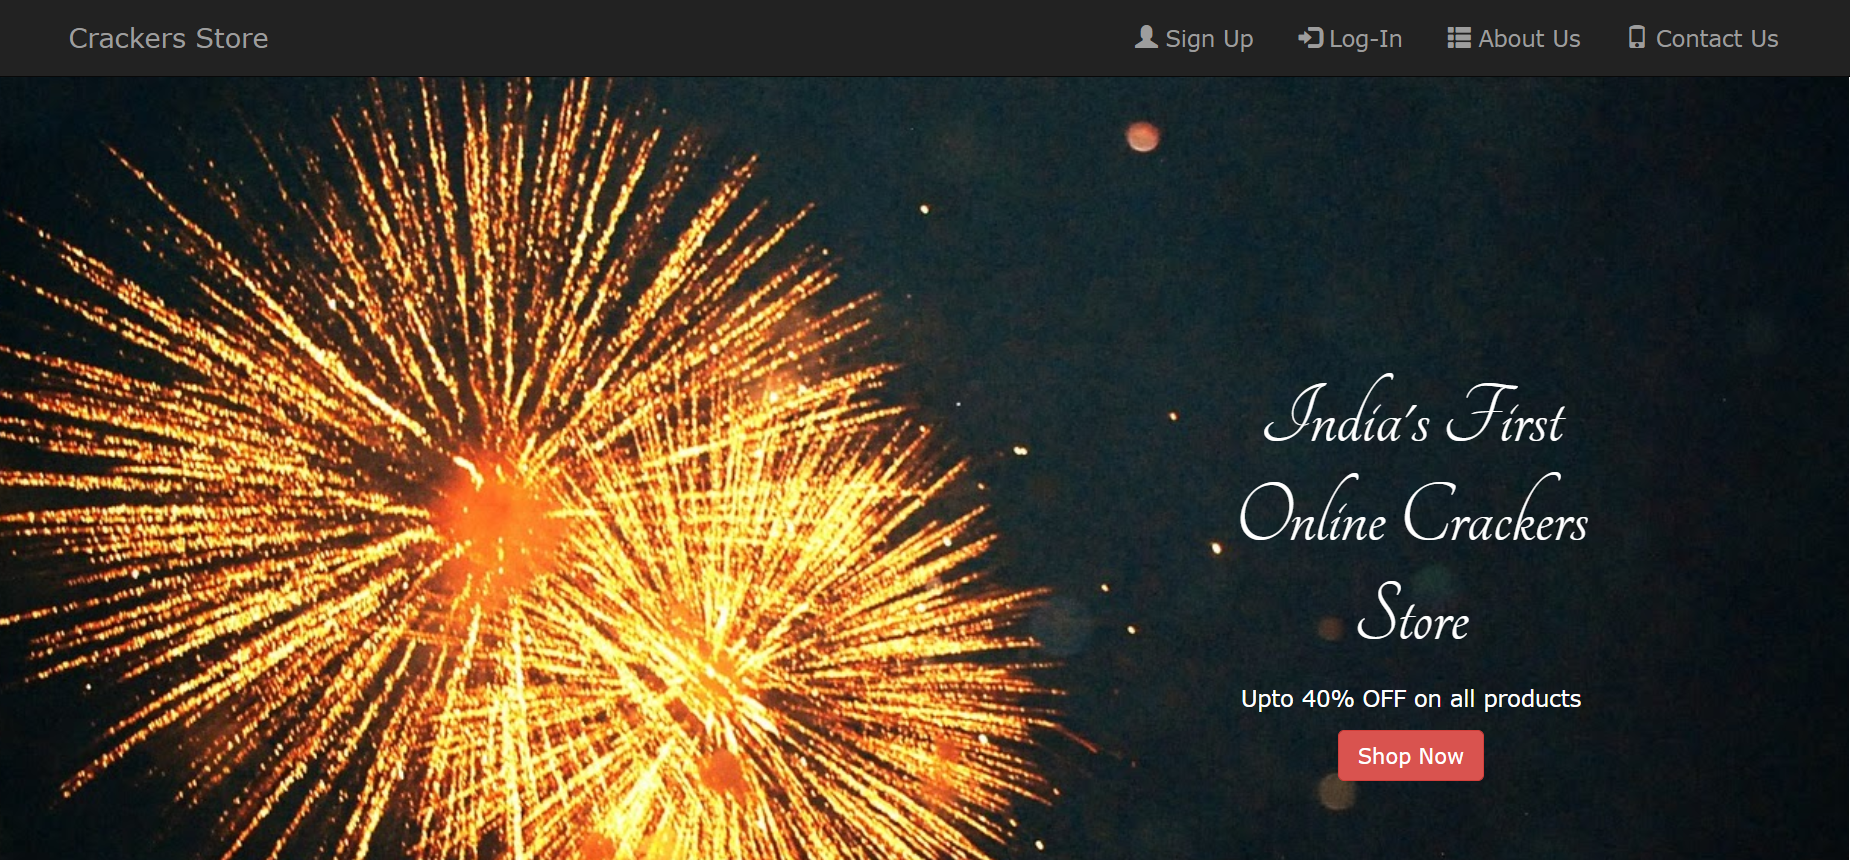 Crackers Store
Sign Up
Log-In
About Us
Contact Us
India's First
Online Crackers
Store
Upto 40% OFF on all products
Shop Now